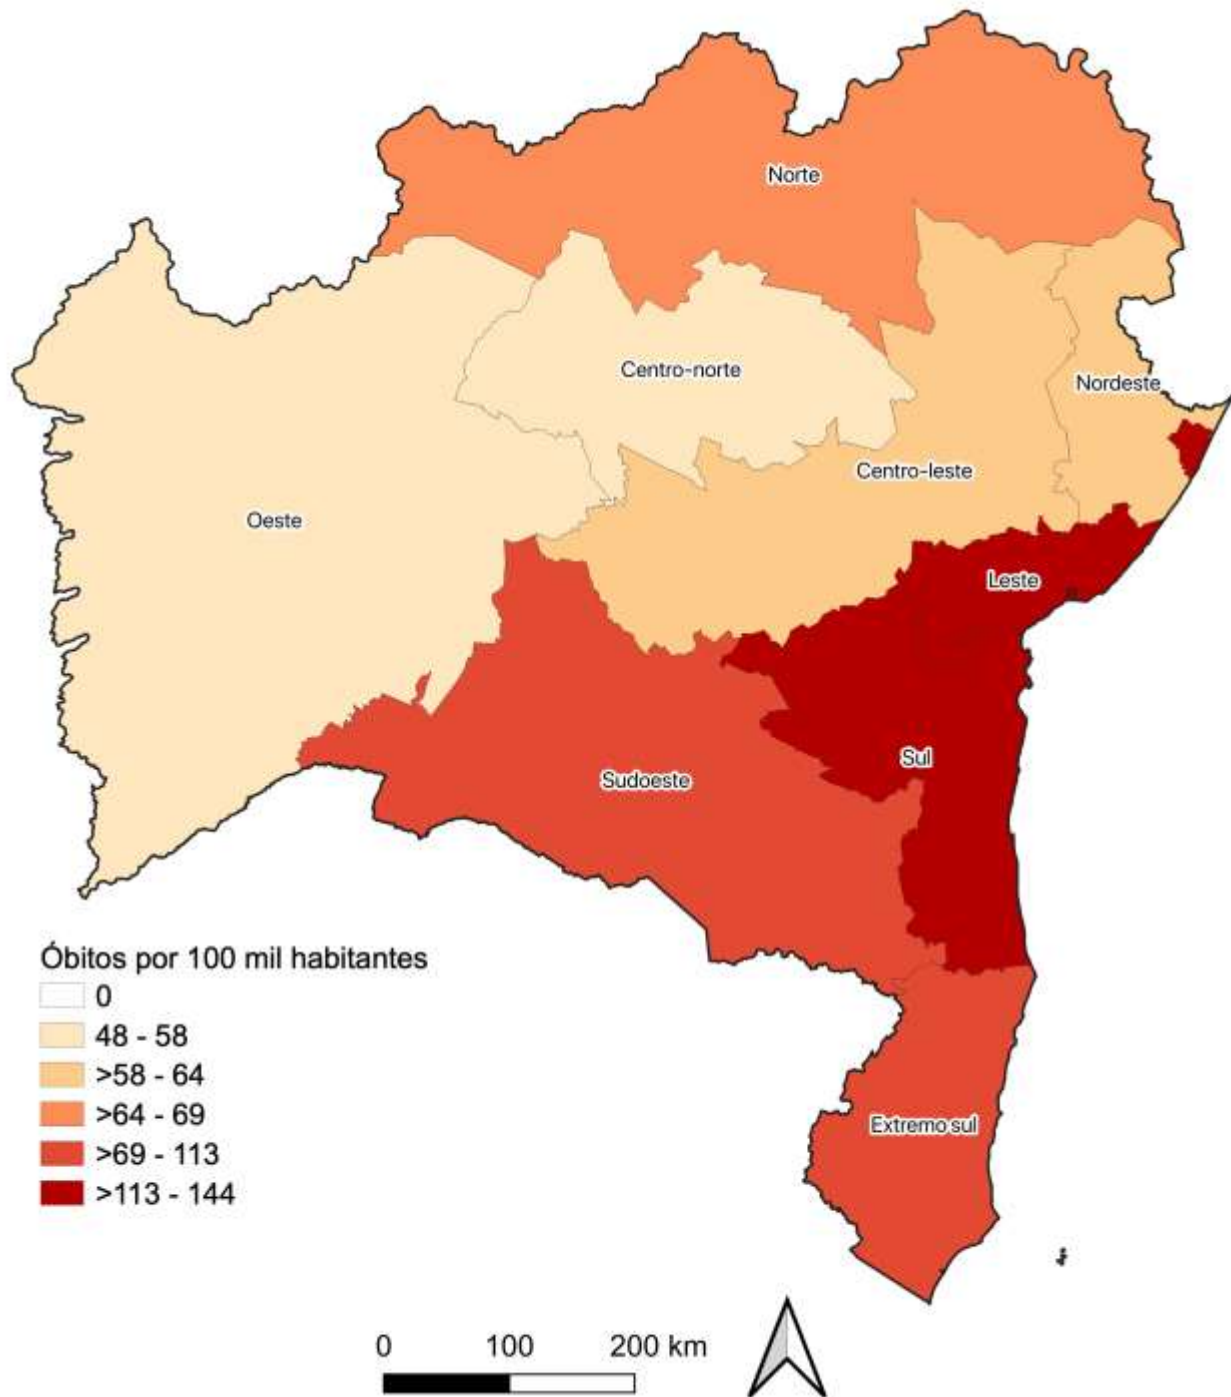 Norte
Centro-norte
Nordeste
Centro-leste
Oeste
Leste
Sul
Sudoeste
Extremo sul
Óbitos por 100 mil habitantes
0
48 - 58
>58 - 64
>64 - 69
>69 - 113
>113 - 144
0 100 200 km